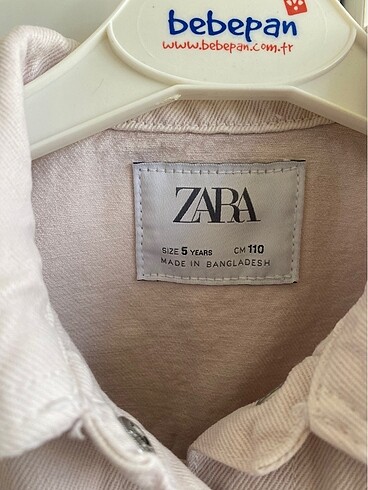 bebepan
www.bebepan.com.tr
ZARA
SIZE 5 YEARS CM 110
MADE IN BANGLADESH